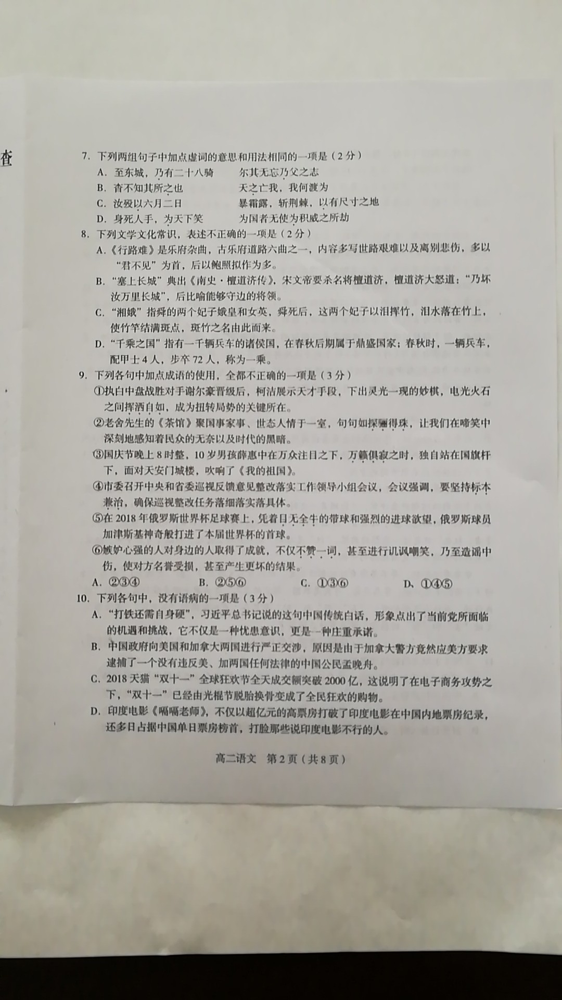 查
7. 下列两组句子中加点虚词的意思和用法相同的一项是(2分)
A. 至东城,乃有二十八骑 尔其无忘乃父之志
B. 杳不知其所之也 天之亡我,我何渡为
C. 汝殁以六月二日 暴霜露,斩荆棘,以有尺寸之地
D. 身死人手,为天下笑 为国者无使为积威之所劫
8. 下列文学文化常识,表述不正确的一项是(2分)
A.《行路难》是乐府杂曲,古乐府道路六曲之一,内容多写世路艰难以及离别悲伤,多以
“君不见”为首,后以鲍照拟作为多。
B. “塞上长城”典出《南史·檀道济传》,宋文帝要杀名将檀道济,檀道济大怒道:“乃坏
汝万里长城”,后比喻能够守边的将领。
C. “湘娥”指舜的两个妃子娥皇和女英,舜死后,这两个妃子以泪挥竹,泪水落在竹上,
使竹竿结满斑点,斑竹之名由此而来。
D. “千乘之国”指有一千辆兵车的诸侯国,在春秋后期属于鼎盛国家;春秋时,一辆兵车,
配甲士4人,步卒72人,称为一乘。
9. 下列各句中加点成语的使用,全都不正确的一项是(3分)
①执白中盘战胜对手谢尔豪晋级后,柯洁展示天才手段,下出灵光一现的妙棋,电光火石
之间挥洒自如,成为扭转局势的关键所在。
②老舍先生的《茶馆》聚国事家事、世态人情于一室,句句如探骊得珠,让我们在啼笑中
深刻地感知着民众的无奈以及时代的黑暗。
③国庆节晚上8时整,10岁男孩薛惠中在万众注目之下,万籁俱寂之时,独自站在国旗杆
下,面对天安门城楼,吹响了《我的祖国》。
④市委召开中央和省委巡视反馈意见整改落实工作领导小组会议,会议强调,要坚持标本
兼治,确保巡视整改任务落细落实落具体。
⑤在2018年俄罗斯世界杯足球赛上,凭着目无全牛的带球和强烈的进球欲望,俄罗斯球员
加津斯基神奇般打进了本届世界杯的首球。
⑥嫉妒心强的人对身边的人取得了成就,不仅不赞一词,甚至进行讥讽嘲笑,乃至造谣中
伤,使对方名誉受损,甚至产生更坏的结果。
A. ②③④ B. ②⑤⑥ C. ①③⑥ D、①④⑤
10. 下列各句中,没有语病的一项是(3分)
A. “打铁还需自身硬”,习近平总书记说的这句中国传统白话,形象点出了当前党所面临
的机遇和挑战,它不仅是一种忧患意识,更是一种庄重承诺。
B. 中国政府向美国和加拿大两国进行严正交涉,原因是由于加拿大警方竟然应美方要求
逮捕了一个没有违反美、加两国任何法律的中国公民孟晚舟。
C. 2018天猫“双十一”全球狂欢节全天成交额突破2000亿,这说明了在电子商务攻势之
下,“双十一”已经由光棍节脱胎换骨变成了全民狂欢的购物。
D. 印度电影《嗝嗝老师》,不仅以超亿元的高票房打破了印度电影在中国内地票房纪录,
还多日占据中国单日票房榜首,打脸那些说印度电影不行的人。
高二语文 第2页(共8页)